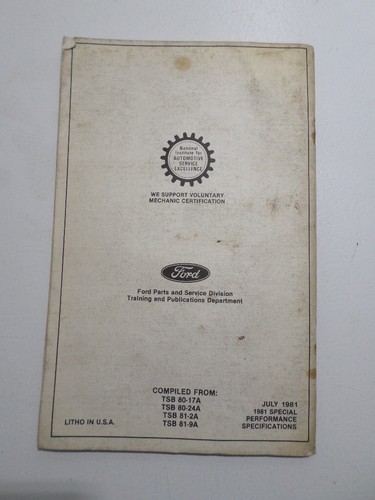 National
Institute for
AUTOMOTIVE
SERVICE
EXCELLENCE
WE SUPPORT VOLUNTARY
MECHANIC CERTIFICATION
Ford
Ford Parts and Service Division
Training and Publications Department
COMPILED FROM:
TSB 80-17A
TSB 80-24A
TSB 81-2A
TSB 81-9A
LITHO IN U.S.A.
JULY 1981
1981 SPECIAL
PERFORMANCE
SPECIFICATIONS